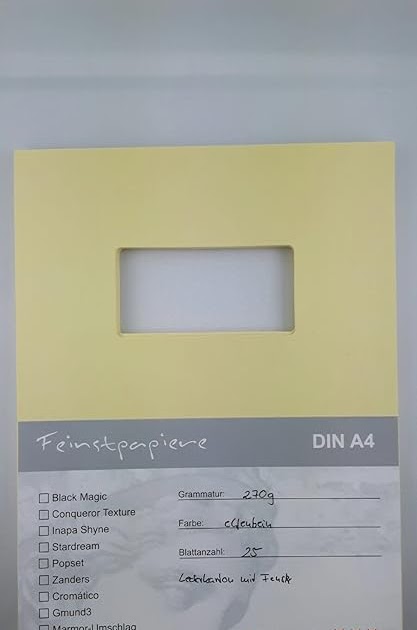 Feinstpapiere
DIN A4
Black Magic
Conqueror Texture
Inapa Shyne
Stardream
Popset
Zanders
Cromático
Gmund3
Marmor-Umschlag
Grammatur: 270g
Farbe: elfenbein
Blattanzahl: 25
mit